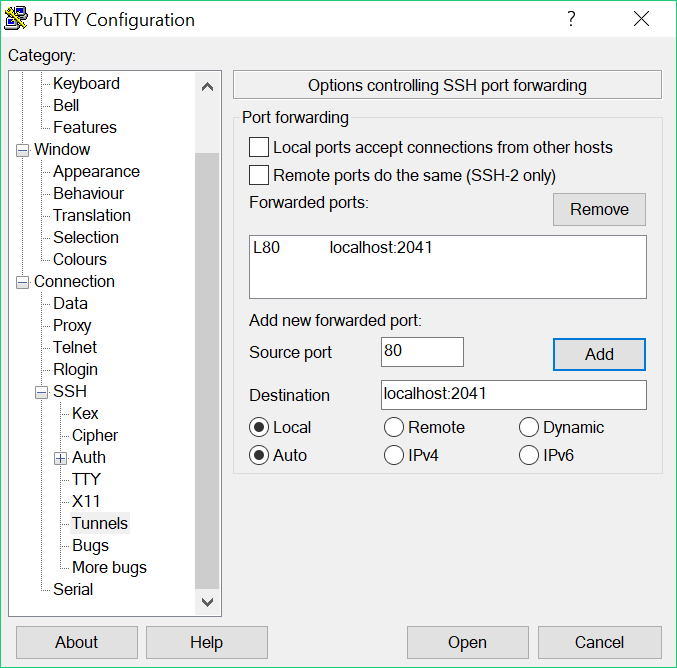 PuTTY Configuration
?
Category:
Keyboard
Bell
Features
Window
Appearance
Behaviour
Translation
Selection
Colours
Connection
Data
Proxy
Telnet
Rlogin
SSH
Kex
Cipher
Auth
TTY
X11
Tunnels
Bugs
More bugs
Serial
Options controlling SSH port forwarding
Port forwarding
Local ports accept connections from other hosts
Remote ports do the same (SSH-2 only)
Forwarded ports:
Remove
L80 localhost:2041
Add new forwarded port:
Source port 80 Add
Destination localhost:2041
Local Remote Dynamic
Auto IPv4 IPv6
About Help Open Cancel